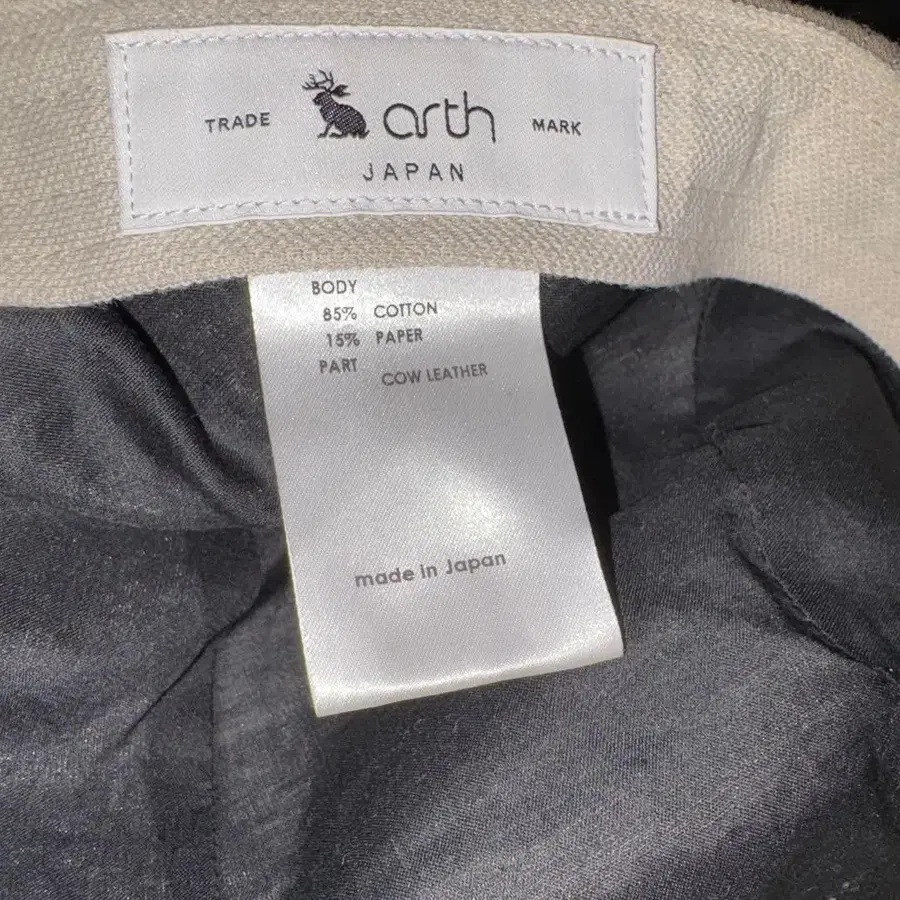 TRADE arth MARK
JAPAN
BODY
85% COTTON
15% PAPER
PART
COW LEATHER
made in Japan